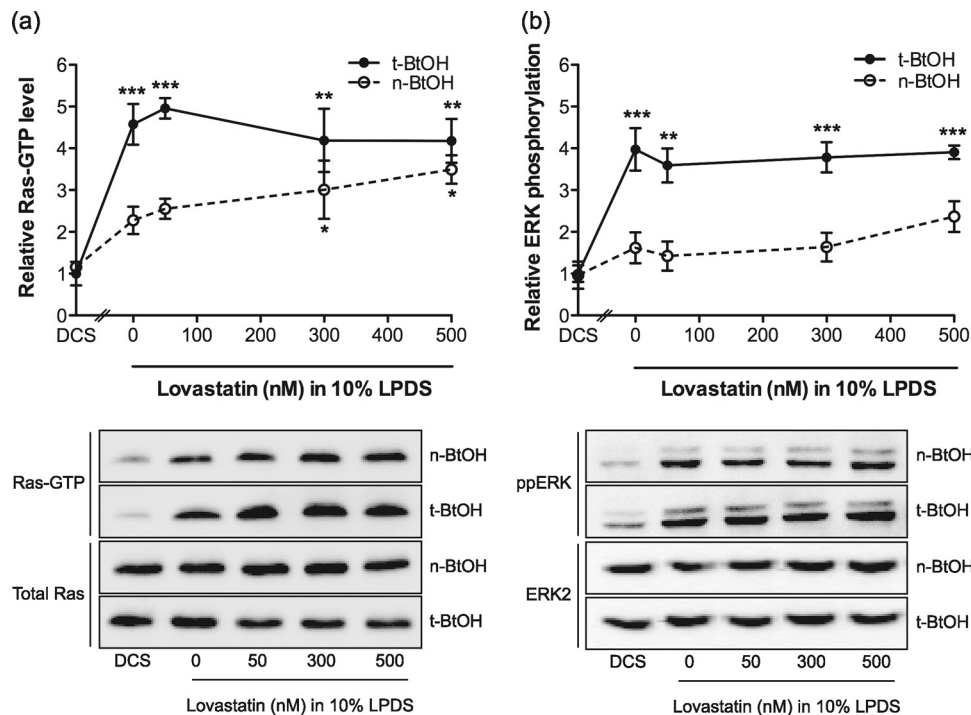 (a)
Relative Ras-GTP level
t-BtOH
n-BtOH
6
5
4
3
2
1
0
*** *** ** **
* *
DCS 0 100 200 300 400 500
Lovastatin (nM) in 10% LPDS
(b)
Relative ERK phosphorylation
t-BtOH
n-BtOH
6
5
4
3
2
1
0
*** ** *** ***
DCS 0 100 200 300 400 500
Lovastatin (nM) in 10% LPDS
Ras-GTP
n-BtOH
t-BtOH
Total Ras
n-BtOH
t-BtOH
DCS 0 50 300 500
Lovastatin (nM) in 10% LPDS
ppERK
n-BtOH
t-BtOH
ERK2
n-BtOH
t-BtOH
DCS 0 50 300 500
Lovastatin (nM) in 10% LPDS